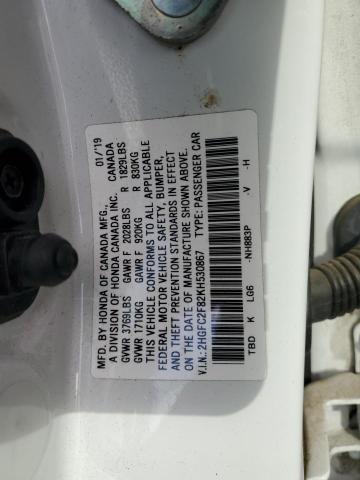 MFD. BY HONDA OF CANADA MFG., 01/'19
A DIVISION OF HONDA CANADA INC. CANADA
GVWR 3769LBS GAWR F 2028LBS R 1829LBS
GVWR 1710KG GAWR F 920KG R 830KG
THIS VEHICLE CONFORMS TO ALL APPLICABLE
FEDERAL MOTOR VEHICLE SAFETY, BUMPER,
AND THEFT PREVENTION STANDARDS IN EFFECT
ON THE DATE OF MANUFACTURE SHOWN ABOVE.
V.I.N.: 2HGFC2F82KH530867 TYPE: PASSENGER CAR
NH883P .V -H
TBD K LG6